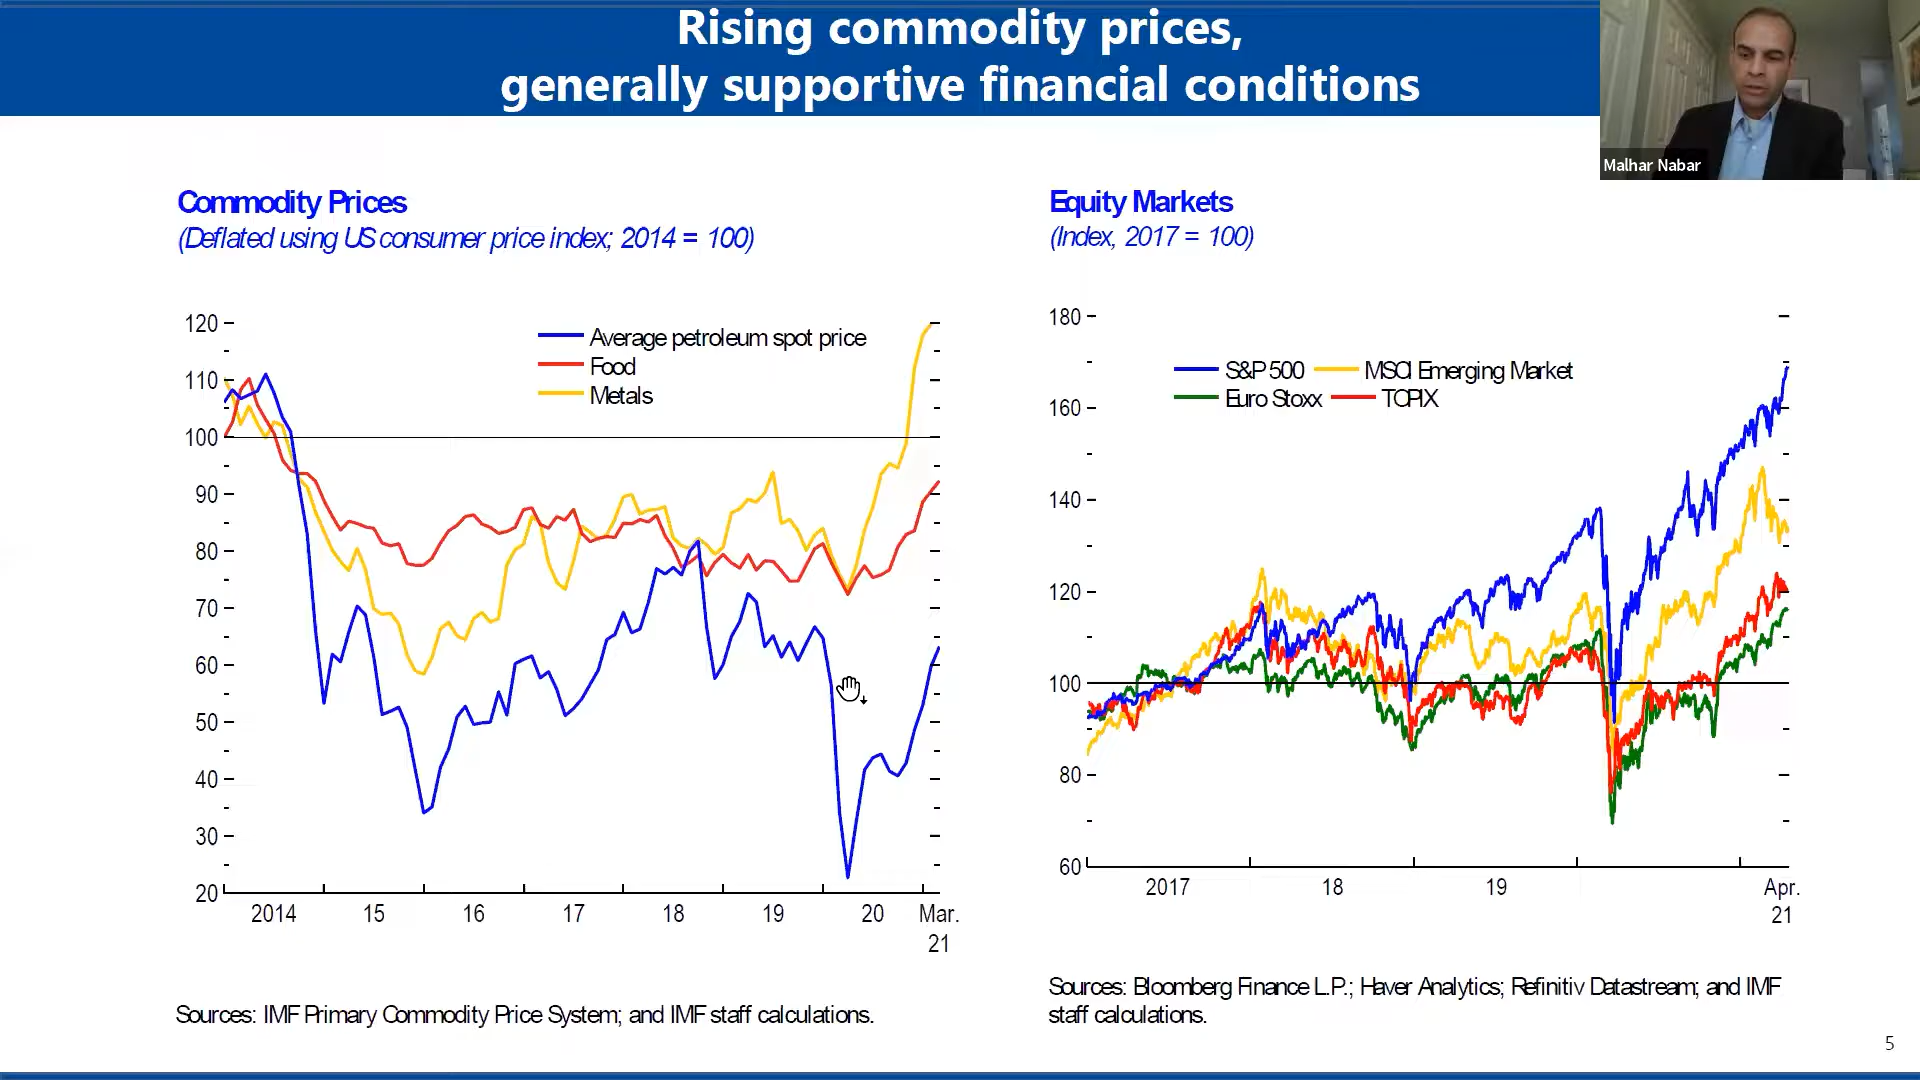 Rising commodity prices,
generally supportive financial conditions
Malhar Nabar
Commodity Prices
(Deflated using US consumer price index; 2014 = 100)
120
110
100
90
80
70
60
50
40
30
20
Average petroleum spot price
Food
Metals
2014 15 16 17 18 19 20 Mar.
21
Sources: IMF Primary Commodity Price System; and IMF staff calculations.
Equity Markets
(Index, 2017 = 100)
180
160
140
120
100
80
60
S&P 500 MSCI Emerging Market
Euro Stoxx TOPIX
2017 18 19 Apr.
21
Sources: Bloomberg Finance L.P.; Haver Analytics; Refinitiv Datastream; and IMF
staff calculations.
5